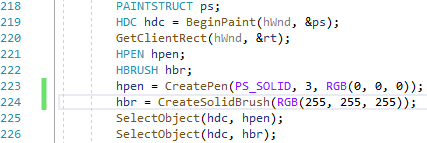 218 PAINTSTRUCT ps;
219 HDC hdc = BeginPaint(hWnd, &ps);
220 GetClientRect(hWnd, &rt);
221 HPEN hpen;
222 HBRUSH hbr;
223 hpen = CreatePen(PS_SOLID, 3, RGB(0, 0, 0));
224 hbr = CreateSolidBrush(RGB(255, 255, 255));
225 SelectObject(hdc, hpen);
226 SelectObject(hdc, hbr);